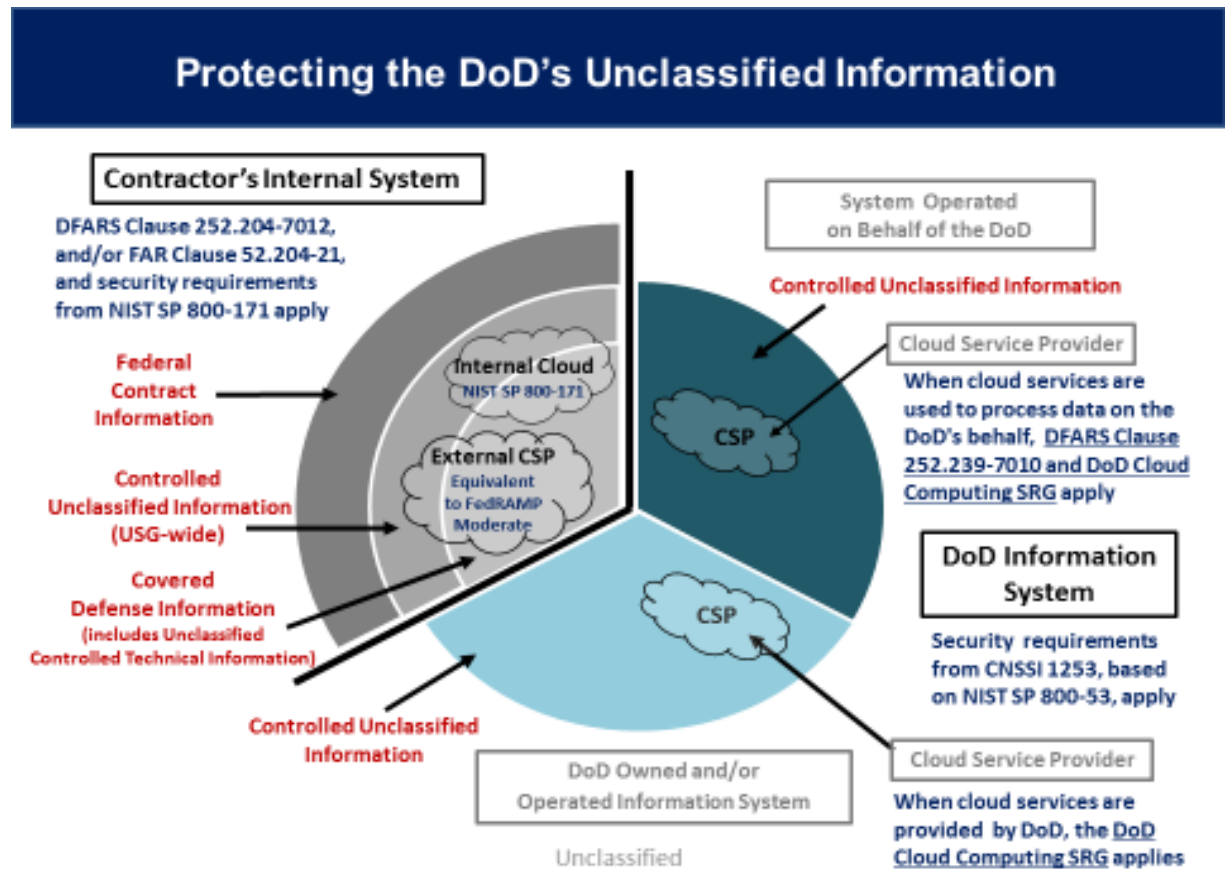 Protecting the DoD's Unclassified Information
Contractor's Internal System
DFARS Clause 252.204-7012,
and/or FAR Clause 52.204-21,
and security requirements
from NIST SP 800-171 apply
Federal
Contract
Information
Controlled
Unclassified Information
(USG-wide)
Covered
Defense Information
(includes Unclassified
Controlled Technical Information)
Internal Cloud
NIST SP 800-171
External CSP
Equivalent
to FedRAMP
Moderate
System Operated
on Behalf of the DoD
Controlled Unclassified Information
Cloud Service Provider
When cloud services are
used to process data on the
DoD's behalf, DFARS Clause
252.239-7010 and DoD Cloud
Computing SRG apply
CSP
DoD Information
System
Security requirements
from CNSSI 1253, based
on NIST SP 800-53, apply
CSP
Controlled Unclassified
Information
DoD Owned and/or
Operated Information System
Cloud Service Provider
When cloud services are
provided by DoD, the DoD
Cloud Computing SRG applies
Unclassified